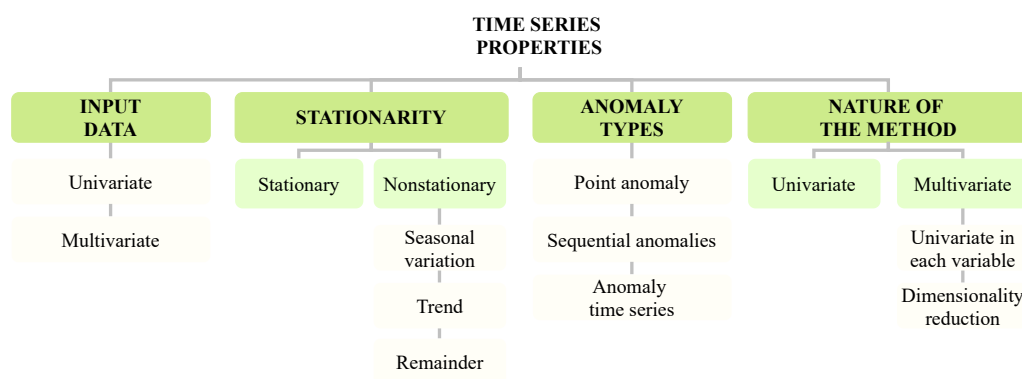 TIME SERIES
PROPERTIES
INPUT
DATA
Univariate
Multivariate
STATIONARITY
Stationary
Nonstationary
Seasonal
variation
Trend
Remainder
ANOMALY
TYPES
Point anomaly
Sequential anomalies
Anomaly
time series
NATURE OF
THE METHOD
Univariate
Multivariate
Univariate in
each variable
Dimensionality
reduction